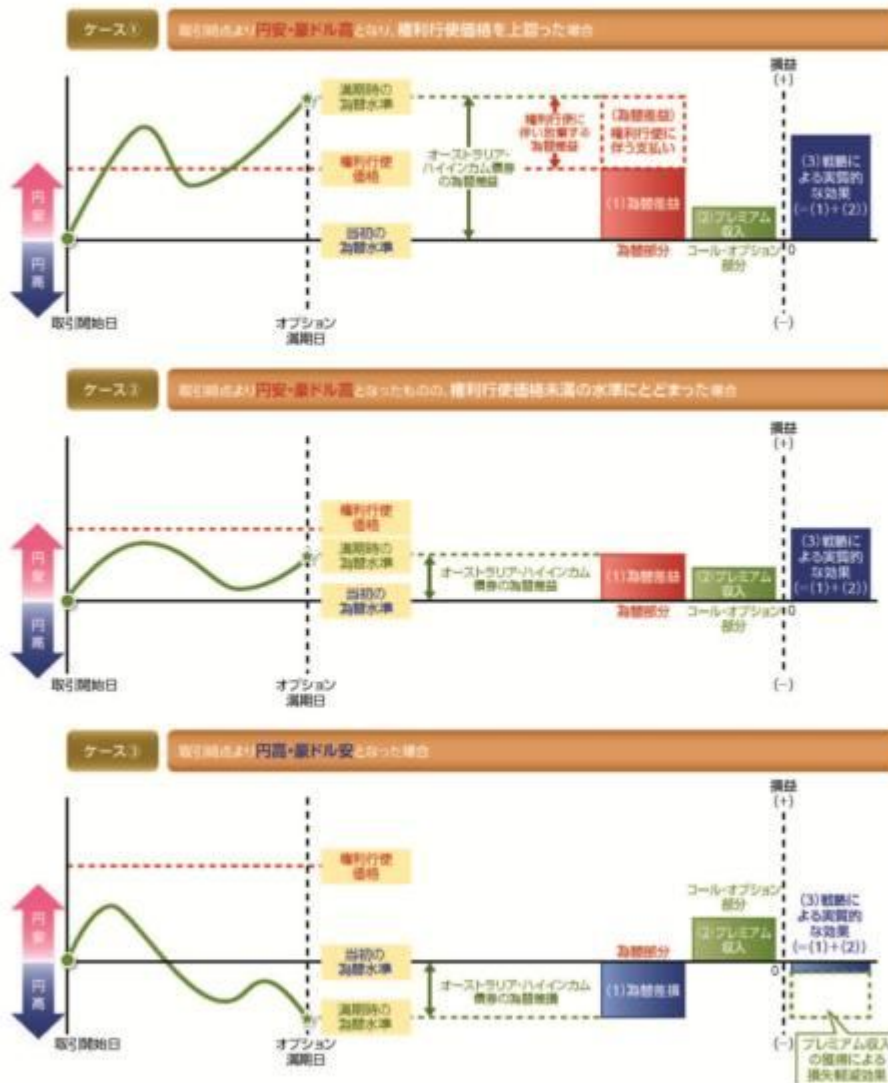 ケース①
取引時点より円安・豪ドル高となり、権利行使価格を上回った場合
損益
(+)
満期時の
為替水準
権利行使
価格
当初の
為替水準
オーストラリア・
ハイインカム債券
の為替差益
権利行使に
伴い放棄する
為替差益
(為替差益)
権利行使に
伴う支払い
(1)為替差益
(2)プレミアム
収入
(3)戦略に
よる実質的
な効果
(=(1)+(2))
円安
円高
為替部分
コール・オプション
部分
0
取引開始日
オプション
満期日
(-)
ケース②
取引時点より円安・豪ドル高となったものの、権利行使価格未満の水準にとどまった場合
損益
(+)
権利行使
価格
満期時の
為替水準
当初の
為替水準
オーストラリア・ハイインカム
債券の為替差益
(1)為替差益
(2)プレミアム
収入
(3)戦略に
よる実質的
な効果
(=(1)+(2))
円安
円高
為替部分
コール・オプション
部分
0
取引開始日
オプション
満期日
(-)
ケース③
取引時点より円高・豪ドル安となった場合
損益
(+)
権利行使
価格
コール・オプション
部分
(2)プレミアム
収入
(3)戦略に
よる実質的
な効果
(=(1)+(2))
円安
円高
当初の
為替水準
為替部分
0
オーストラリア・ハイインカム
債券の為替差損
(1)為替差損
満期時の
為替水準
取引開始日
オプション
満期日
(-)
プレミアム収入
の獲得による
損失軽減効果